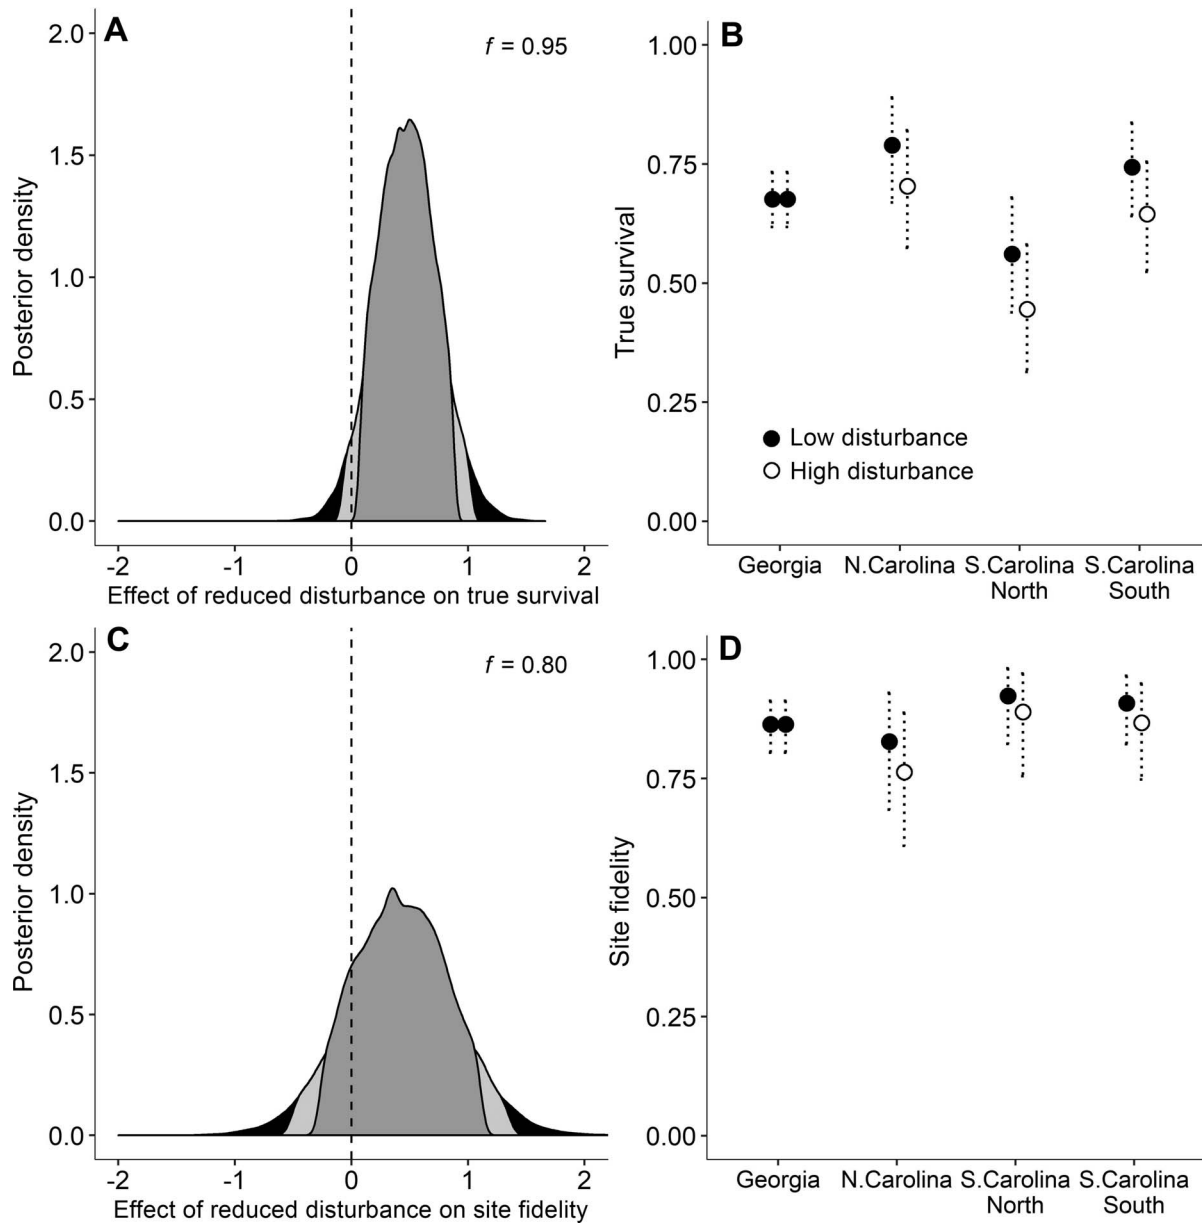 A
f = 0.95
2.0
1.5
1.0
0.5
0.0
Posterior density
-2 -1 0 1 2
Effect of reduced disturbance on true survival
B
1.00
0.75
0.50
0.25
0.00
True survival
Low disturbance
High disturbance
Georgia N.Carolina S.Carolina S.Carolina
North South
C
f = 0.80
2.0
1.5
1.0
0.5
0.0
Posterior density
-2 -1 0 1 2
Effect of reduced disturbance on site fidelity
D
1.00
0.75
0.50
0.25
0.00
Site fidelity
Georgia N.Carolina S.Carolina S.Carolina
North South